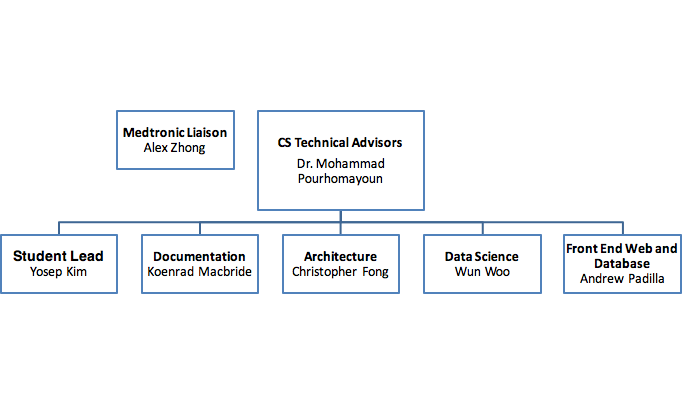 Medtronic Liaison
Alex Zhong
CS Technical Advisors
Dr. Mohammad
Pourhomayoun
Student Lead
Yosep Kim
Documentation
Koenrad Macbride
Architecture
Christopher Fong
Data Science
Wun Woo
Front End Web and
Database
Andrew Padilla